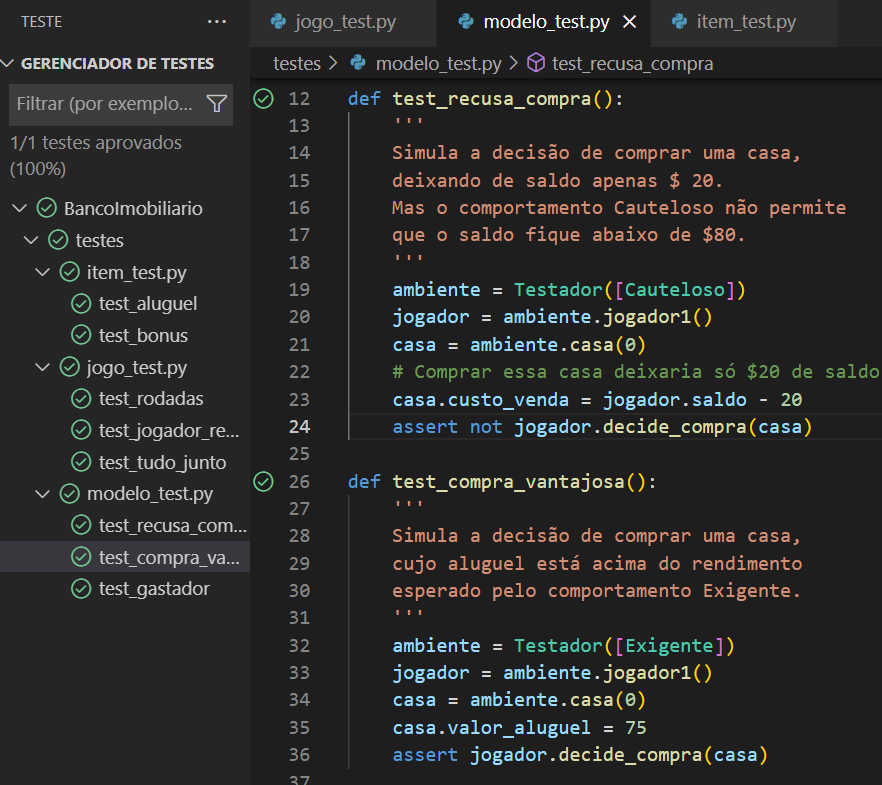 TESTE ...
GERENCIADOR DE TESTES
Filtrar (por exemplo...
1/1 testes aprovados
(100%)
BancoImobiliario
testes
item_test.py
test_aluguel
test_bonus
jogo_test.py
test_rodadas
test_jogador_re...
test_tudo_junto
modelo_test.py
test_recusa_com...
test_compra_va...
test_gastador
jogo_test.py modelo_test.py item_test.py
testes > modelo_test.py > test_recusa_compra
12 def test_recusa_compra():
13 '''
14 Simula a decisão de comprar uma casa,
15 deixando de saldo apenas $ 20.
16 Mas o comportamento Cauteloso não permite
17 que o saldo fique abaixo de $80.
18 '''
19 ambiente = Testador([Cauteloso])
20 jogador = ambiente.jogador1()
21 casa = ambiente.casa(0)
22 # Comprar essa casa deixaria só $20 de saldo
23 casa.custo_venda = jogador.saldo - 20
24 assert not jogador.decide_compra(casa)
25
26 def test_compra_vantajosa():
27 '''
28 Simula a decisão de comprar uma casa,
29 cujo aluguel está acima do rendimento
30 esperado pelo comportamento Exigente.
31 '''
32 ambiente = Testador([Exigente])
33 jogador = ambiente.jogador1()
34 casa = ambiente.casa(0)
35 casa.valor_aluguel = 75
36 assert jogador.decide_compra(casa)
37